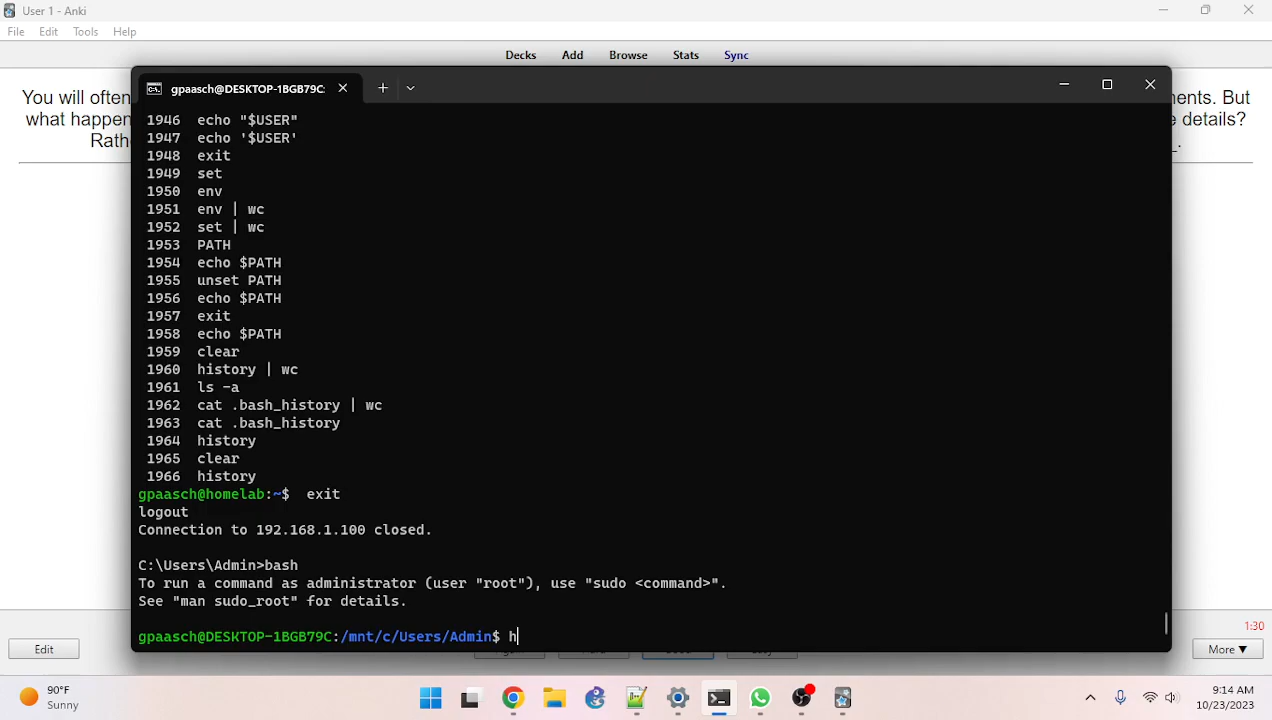 User 1 - Anki
File Edit Tools Help
Decks Add Browse Stats Sync
You will often
what happen
Rath
ments. But
e details?
gpaasch@DESKTOP-1BGB79C:
1946 echo "$USER"
1947 echo '$USER'
1948 exit
1949 set
1950 env
1951 env | wc
1952 set | wc
1953 PATH
1954 echo $PATH
1955 unset PATH
1956 echo $PATH
1957 exit
1958 echo $PATH
1959 clear
1960 history | wc
1961 ls -a
1962 cat .bash_history | wc
1963 cat .bash_history
1964 history
1965 clear
1966 history
gpaasch@homelab:~$  exit
logout
Connection to 192.168.1.100 closed.
C:\Users\Admin>bash
To run a command as administrator (user "root"), use "sudo <command>".
See "man sudo_root" for details.
gpaasch@DESKTOP-1BGB79C:/mnt/c/Users/Admin$ h
1:30
Edit
More ▼
90°F
Sunny
9:14 AM
10/23/2023